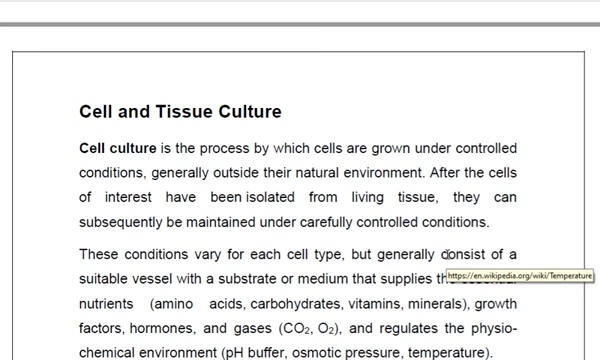 Cell and Tissue Culture
Cell culture is the process by which cells are grown under controlled
conditions, generally outside their natural environment. After the cells
of interest have been isolated from living tissue, they can
subsequently be maintained under carefully controlled conditions.
These conditions vary for each cell type, but generally consist of a
suitable vessel with a substrate or medium that supplies the essential
https://en.wikipedia.org/wiki/Temperature
nutrients (amino acids, carbohydrates, vitamins, minerals), growth
factors, hormones, and gases (CO₂, O₂), and regulates the physio-
chemical environment (pH buffer, osmotic pressure, temperature).